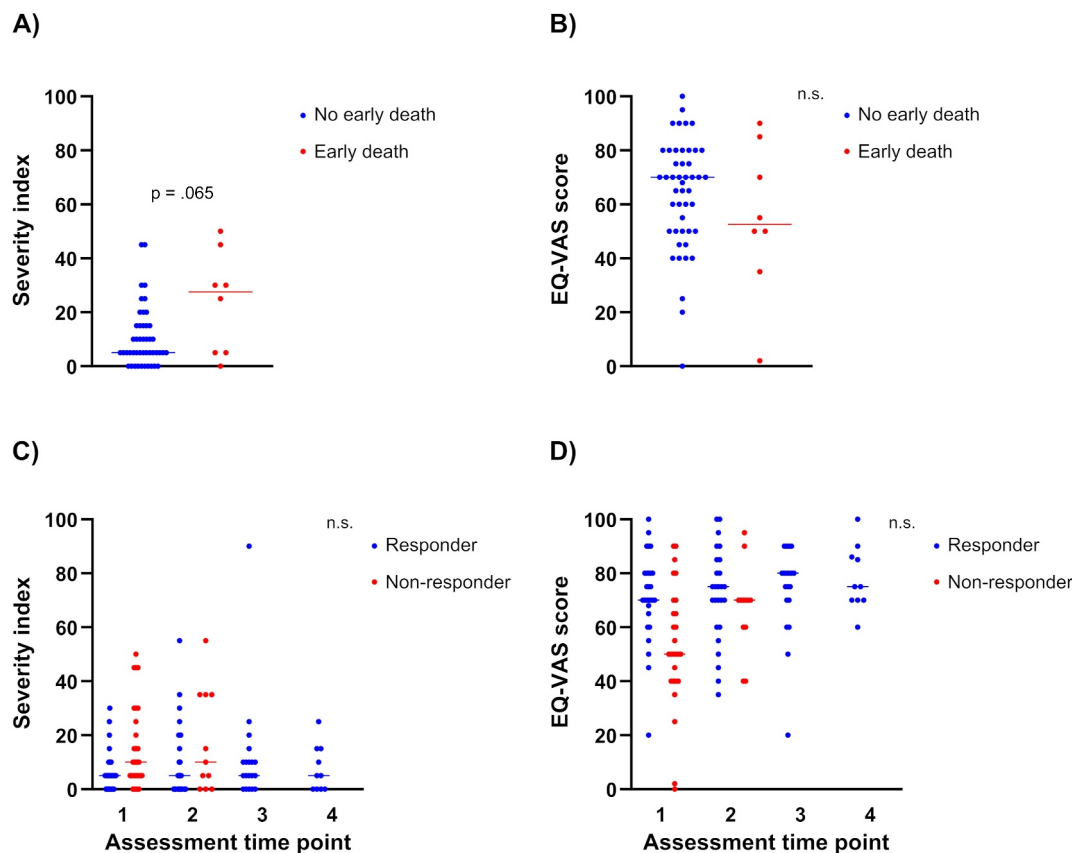 A)
100
80
60
40
20
0
Severity index
p = .065
No early death
Early death
B)
100
80
60
40
20
0
EQ-VAS score
n.s.
No early death
Early death
C)
100
80
60
40
20
0
Severity index
n.s.
Responder
Non-responder
1 2 3 4
Assessment time point
D)
100
80
60
40
20
0
EQ-VAS score
n.s.
Responder
Non-responder
1 2 3 4
Assessment time point